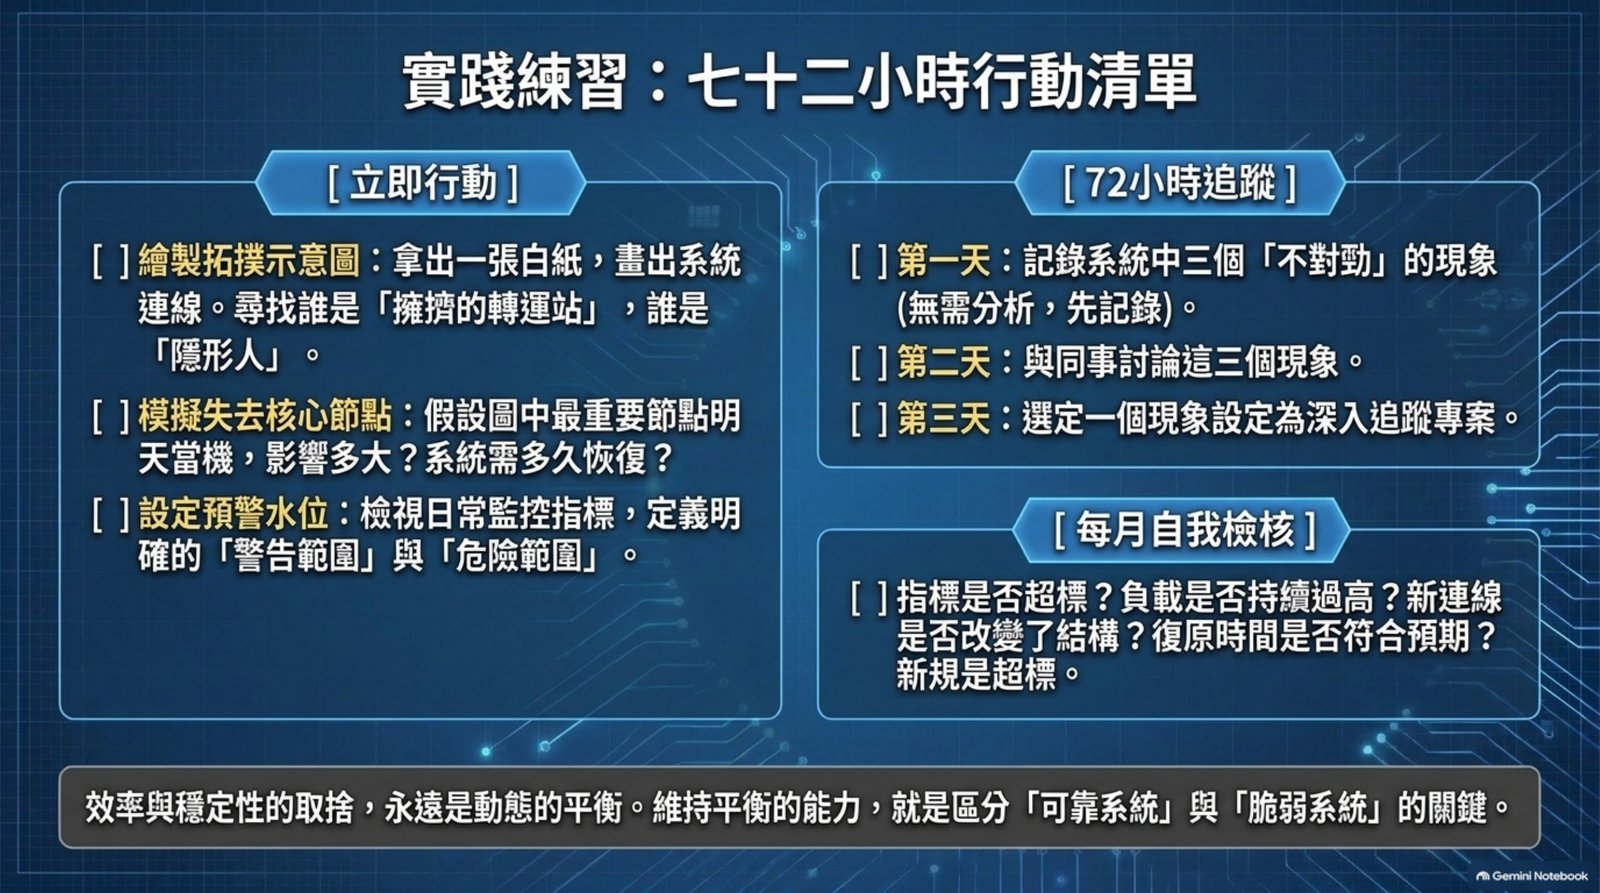 實踐練習：七十二小時行動清單
[ 立即行動 ]
[ ] 繪製拓撲示意圖：拿出一張白紙，畫出系統
連線。尋找誰是「擁擠的轉運站」，誰是
「隱形人」。
[ ] 模擬失去核心節點：假設圖中最重要節點明
天當機，影響多大？系統需多久恢復？
[ ] 設定預警水位：檢視日常監控指標，定義明
確的「警告範圍」與「危險範圍」。
[ 72小時追蹤 ]
[ ] 第一天：記錄系統中三個「不對勁」的現象
(無需分析，先記錄)。
[ ] 第二天：與同事討論這三個現象。
[ ] 第三天：選定一個現象設定為深入追蹤專案。
[ 每月自我檢核 ]
[ ] 指標是否超標？負載是否持續過高？新連線
是否改變了結構？復原時間是否符合預期？
新規是超標。
效率與穩定性的取捨，永遠是動態的平衡。維持平衡的能力，就是區分「可靠系統」與「脆弱系統」的關鍵。
Gemini Notebook